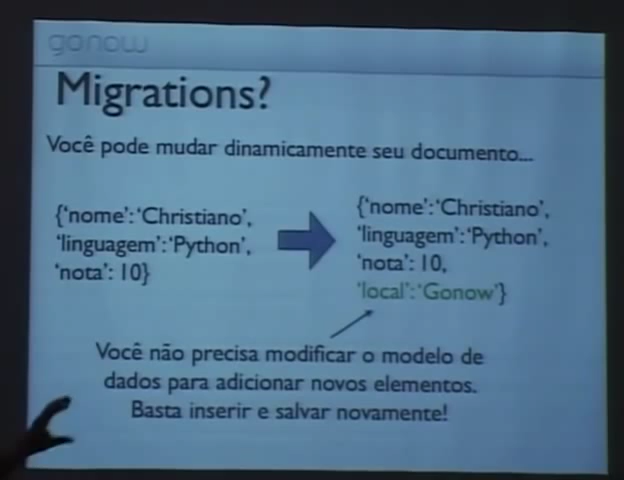 gonow
Migrations?
Você pode mudar dinamicamente seu documento...
{'nome':'Christiano',
'linguagem':'Python',
'nota': 10}
{'nome':'Christiano',
'linguagem':'Python',
'nota': 10,
'local':'Gonow'}
Você não precisa modificar o modelo de
dados para adicionar novos elementos.
Basta inserir e salvar novamente!